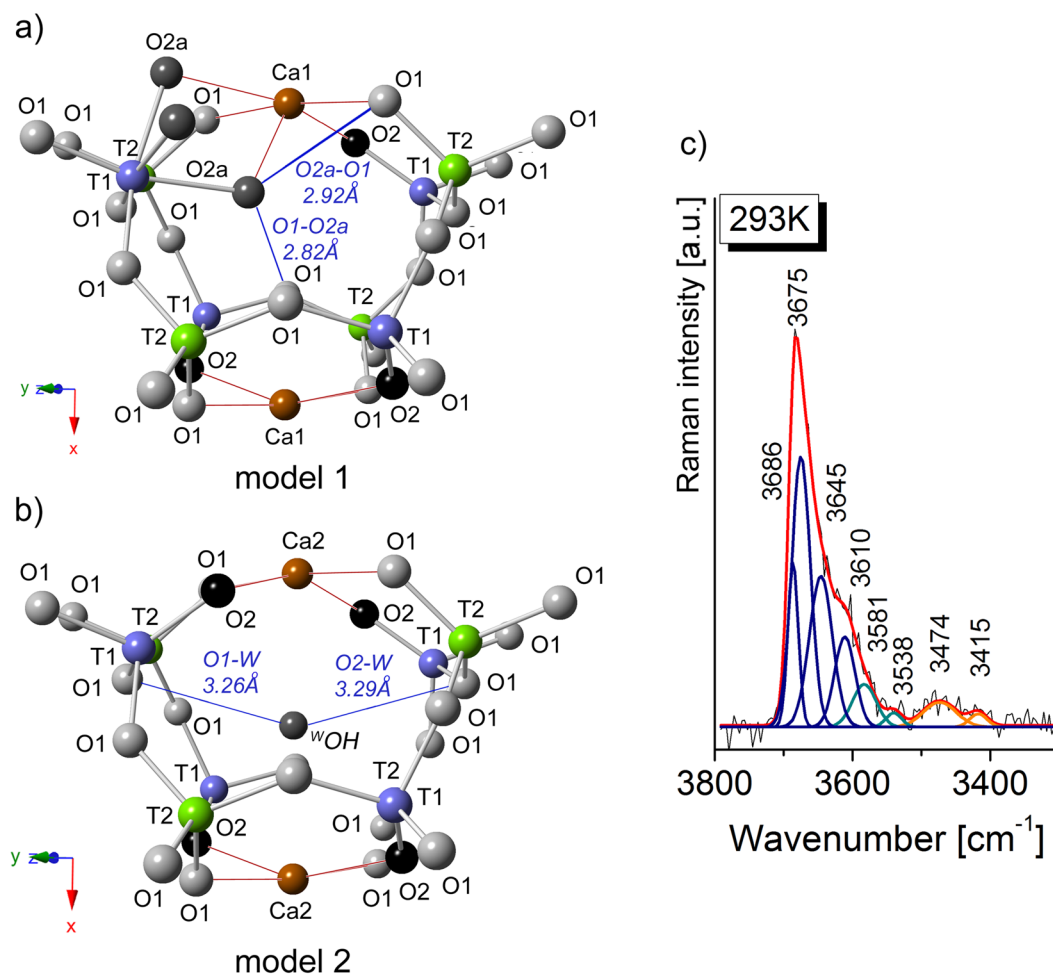 a)
O2a
Ca1
O1
O1
O1
O1
O2
O1
T2
T2
O2a
T1
T1
O2a-O1
2.92Å
O1
O1
O1
O1
O1-O2a
2.82Å
O1
O1
O1
O1
T1
T2
O1
T2
T1
O2
O1
O1
O1
O2
O1
Ca1
y
z
x
model 1
b)
Ca2
O1
O1
O1
O1
O2
O2
T2
T2
T1
T1
O1
O1
O1-W
3.26Å
O2-W
3.29Å
O1
O1
O1
wOH
O1
T1
T2
T2
T1
O2
O1
O1
O1
O1
O2
O1
Ca2
y
z
x
model 2
c)
293K
Raman intensity [a.u.]
3686
3675
3645
3610
3581
3538
3474
3415
3800
3600
3400
Wavenumber [cm-1]